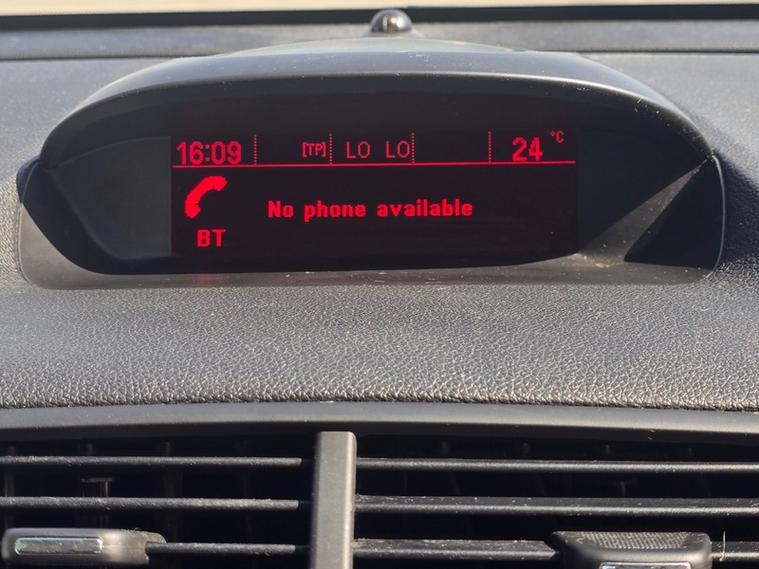 16:09 [TP] LO LO 24 °C
No phone available
BT